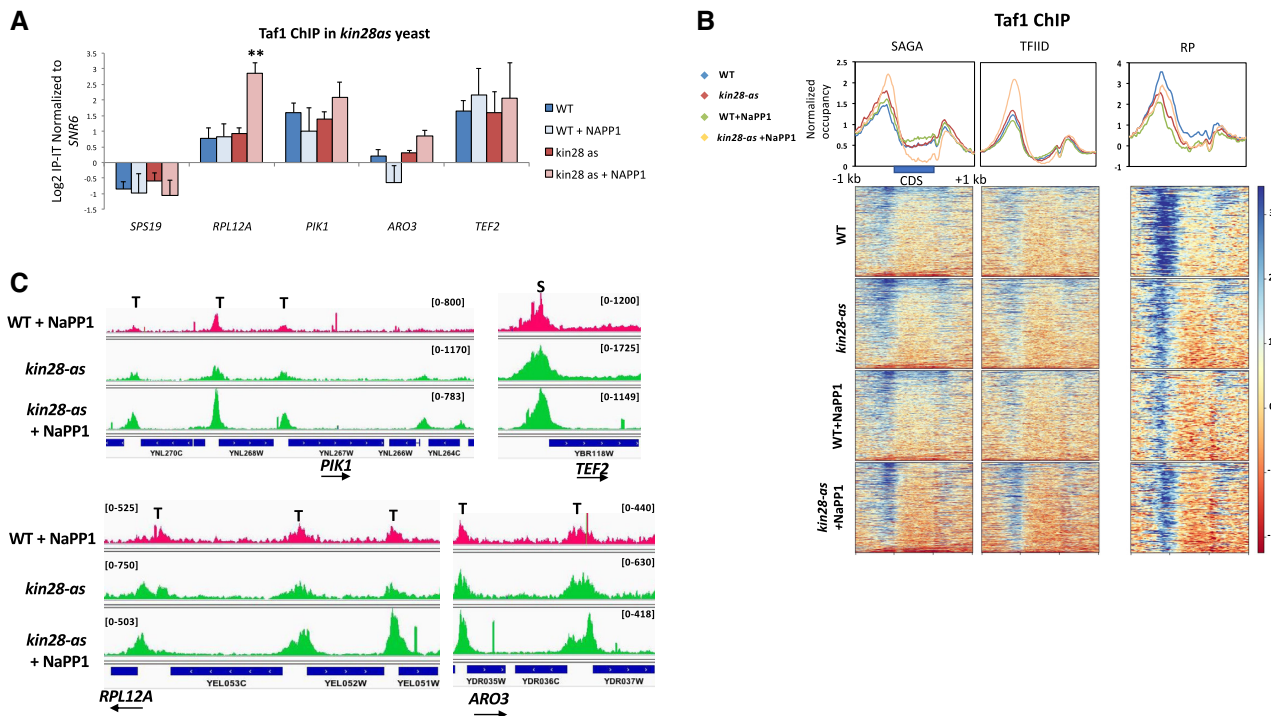 A
Taf1 ChIP in kin28as yeast
Log2 IP-IT Normalized to
SNR6
3.5
3
2.5
2
1.5
1
0.5
0
-0.5
-1
-1.5
**
SPS19 RPL12A PIK1 ARO3 TEF2
WT
WT + NAPP1
kin28 as
kin28 as + NAPP1
B
Taf1 ChIP
SAGA TFIID RP
WT
kin28-as
WT+NaPP1
kin28-as +NaPP1
Normalized
occupancy
2.5
2
1.5
1
0.5
0
4
3
2
1
0
-1
-1 kb CDS +1 kb
WT
kin28-as
WT+NaPP1
kin28-as
+NaPP1
C
T T T S
WT + NaPP1 [0-800] [0-1200]
kin28-as [0-1170] [0-1725]
kin28-as
+ NaPP1 [0-783] [0-1149]
YNL270C YNL268W YNL267W YNL266W YNL264C YBR118W
PIK1 TEF2
[0-525] T T T T T [0-440]
WT + NaPP1
[0-750] [0-630]
kin28-as
[0-503] [0-418]
kin28-as
+ NaPP1
YEL053C YEL052W YEL051W YDR035W YDR036C YDR037W
RPL12A ARO3